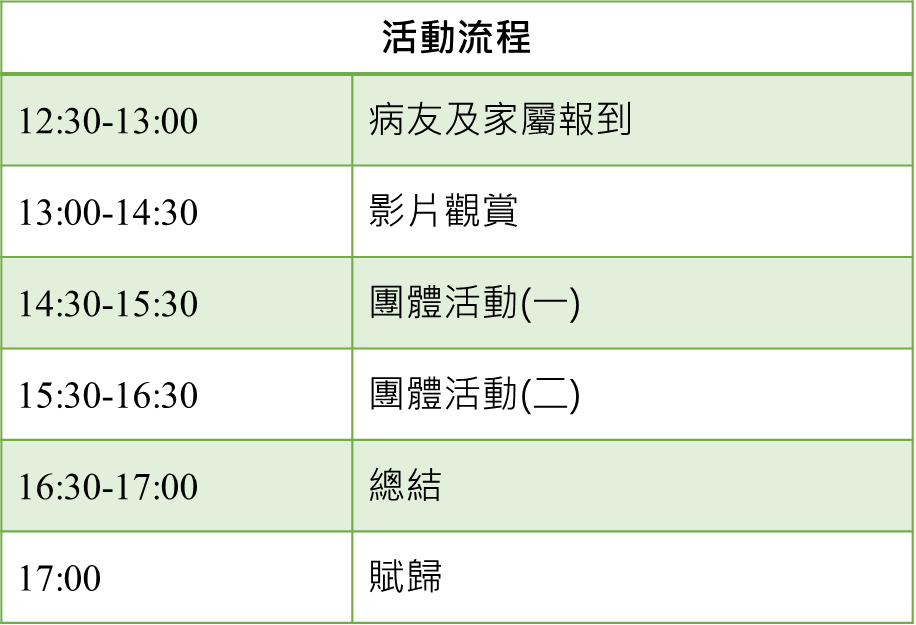 活動流程
12:30-13:00 病友及家屬報到
13:00-14:30 影片觀賞
14:30-15:30 團體活動(一)
15:30-16:30 團體活動(二)
16:30-17:00 總結
17:00 賦歸